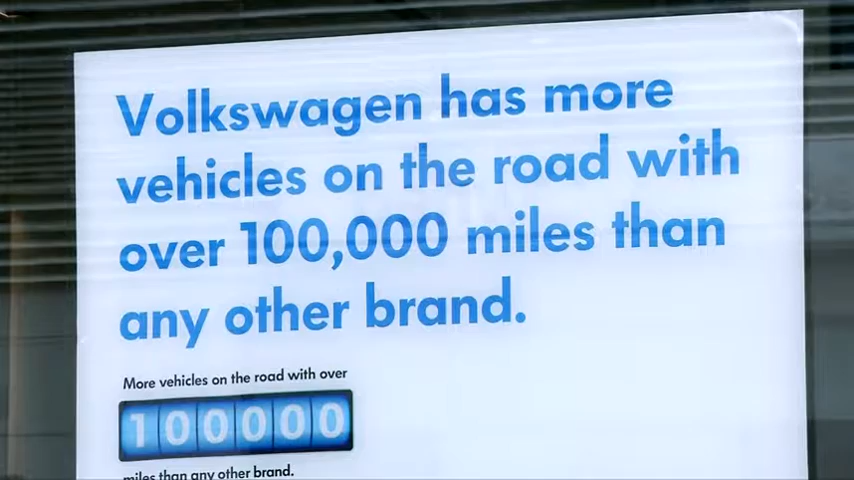 Volkswagen has more
vehicles on the road with
over 100,000 miles than
any other brand.
More vehicles on the road with over
100000
miles than any other brand.